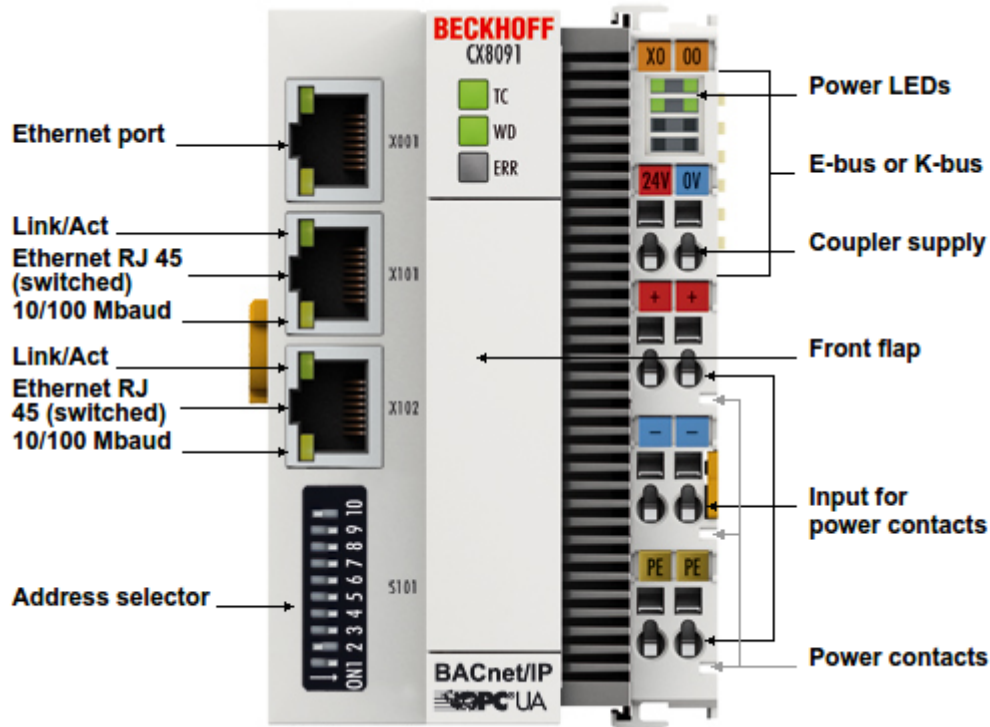 Ethernet port
Link/Act
Ethernet RJ 45
(switched)
10/100 Mbaud
Link/Act
Ethernet RJ
45 (switched)
10/100 Mbaud
Address selector
X001
X101
X102
S101
ON 1 2 3 4 5 6 7 8 9 10
BECKHOFF
CX8091
TC
WD
ERR
BACnet/IP
OPC® UA
X0 00
24V 0V
+ +
- -
PE PE
Power LEDs
E-bus or K-bus
Coupler supply
Front flap
Input for
power contacts
Power contacts